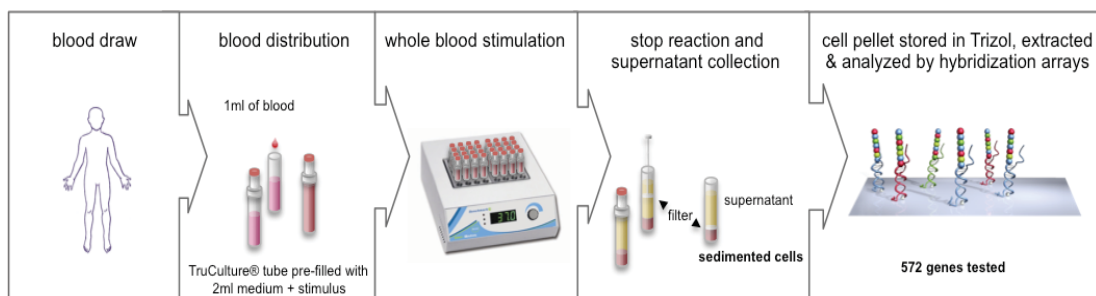 blood draw
blood distribution
1ml of blood
TruCulture® tube pre-filled with
2ml medium + stimulus
whole blood stimulation
37.0
stop reaction and
supernatant collection
filter
supernatant
sedimented cells
cell pellet stored in Trizol, extracted
& analyzed by hybridization arrays
572 genes tested